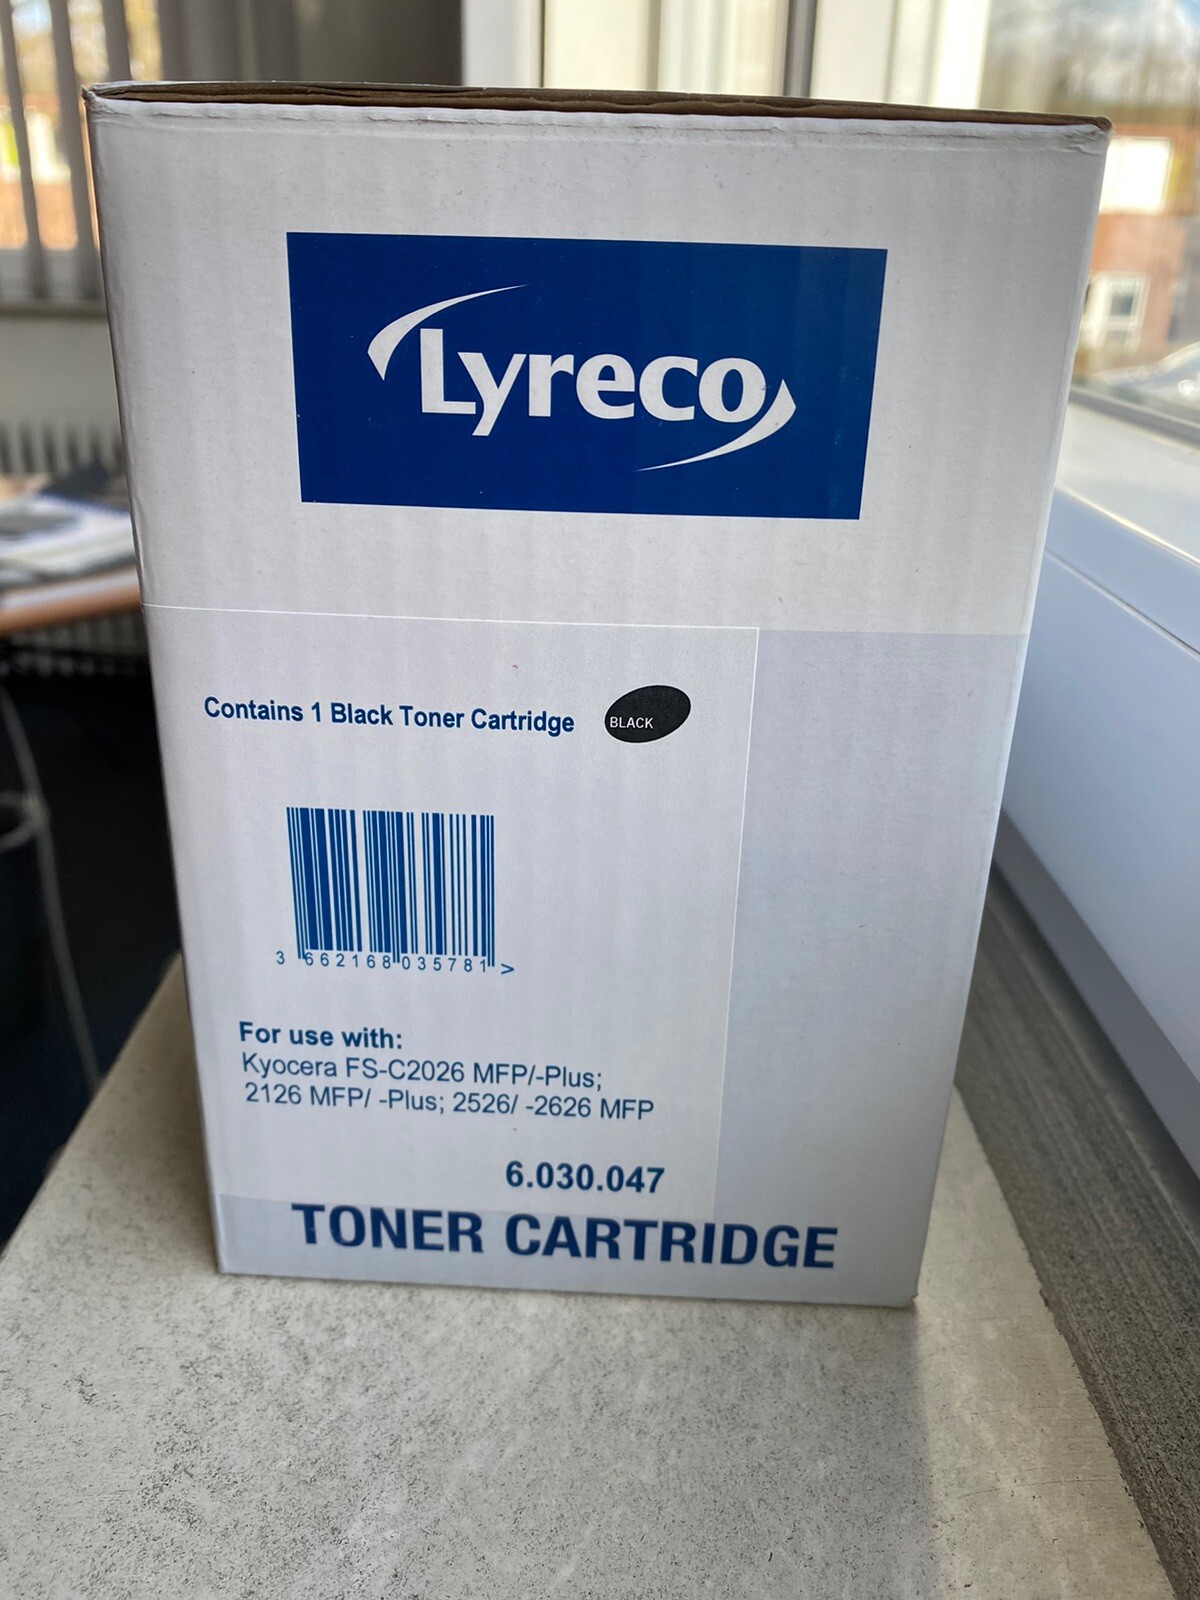 Lyreco
Contains 1 Black Toner Cartridge
BLACK
3 662168 035781 >
For use with:
Kyocera FS-C2026 MFP/-Plus;
2126 MFP/ -Plus; 2526/ -2626 MFP
6.030.047
TONER CARTRIDGE